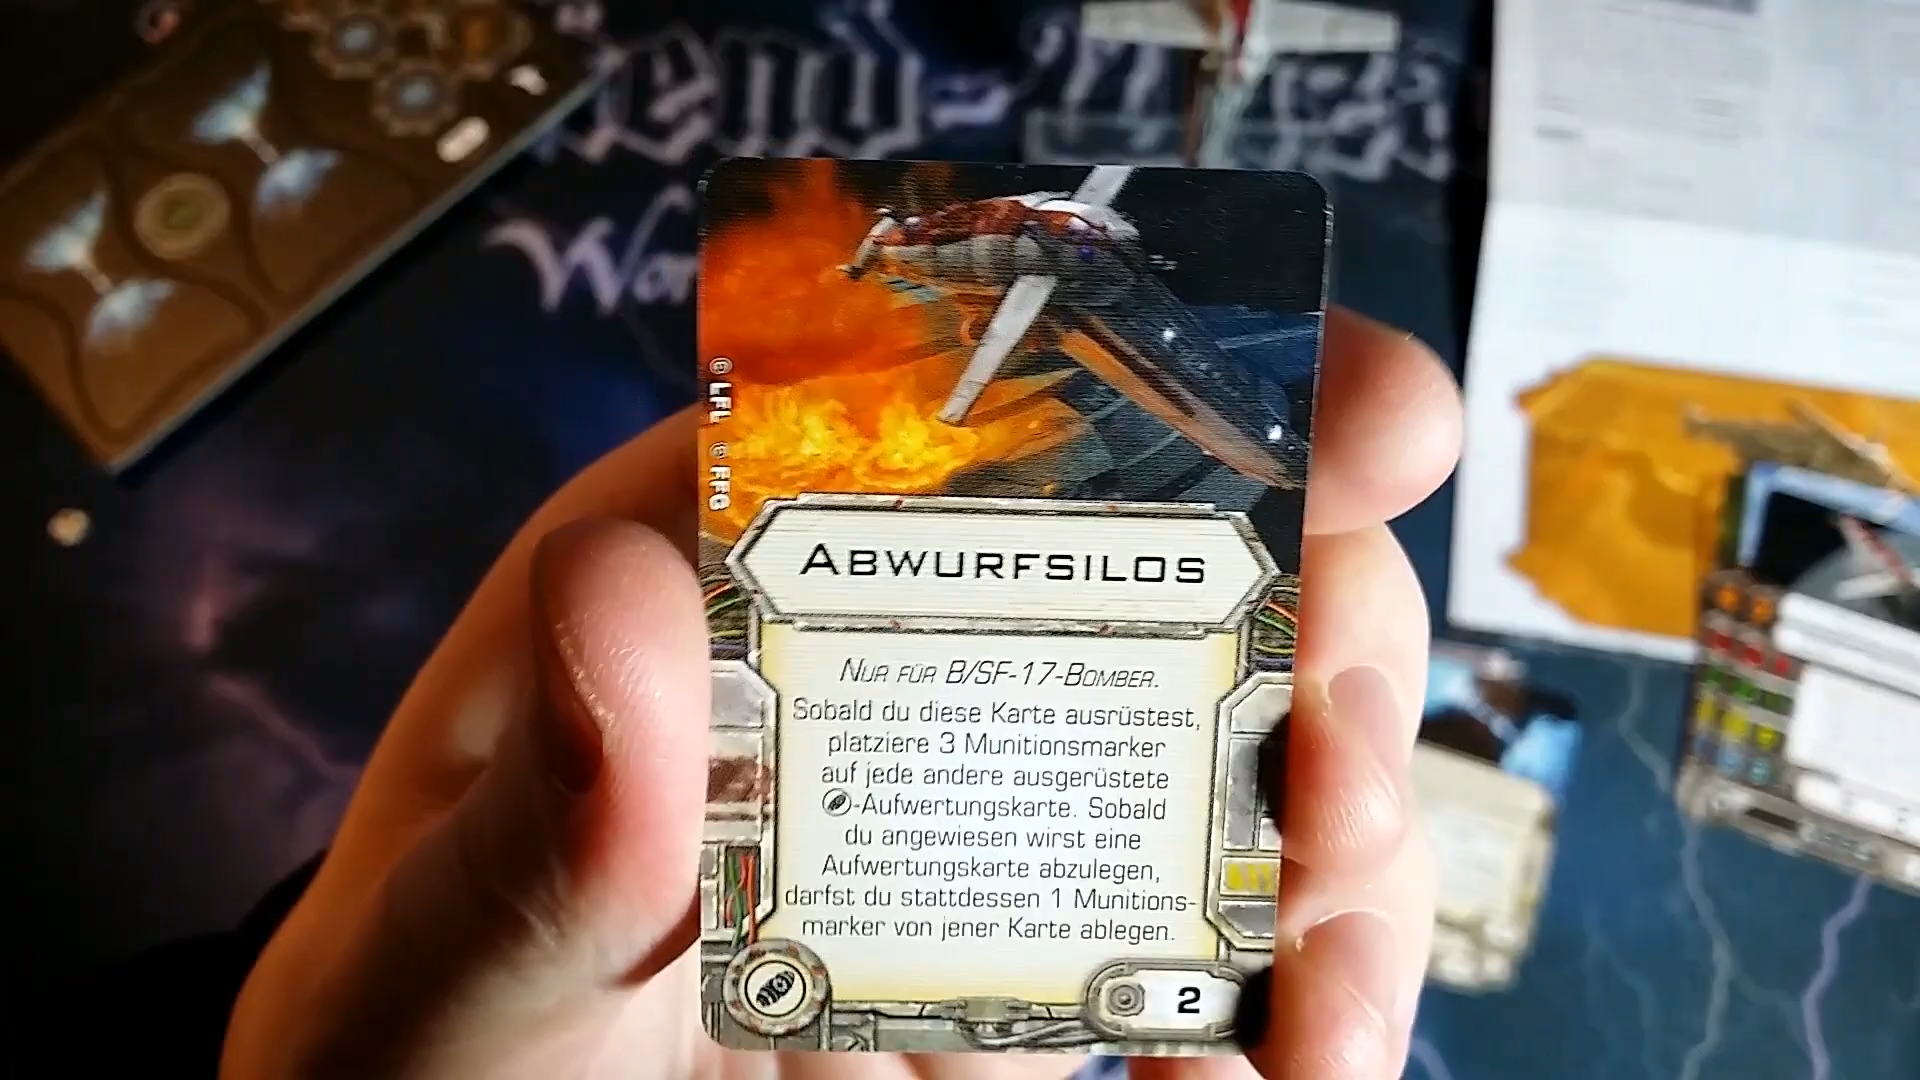 © LFL © FFG
ABWURFSILOS
NUR FÜR B/SF-17-BOMBER.
Sobald du diese Karte ausrüstest,
platziere 3 Munitionsmarker
auf jede andere ausgerüstete
-Aufwertungskarte. Sobald
du angewiesen wirst eine
Aufwertungskarte abzulegen,
darfst du stattdessen 1 Munitions-
marker von jener Karte ablegen.
2